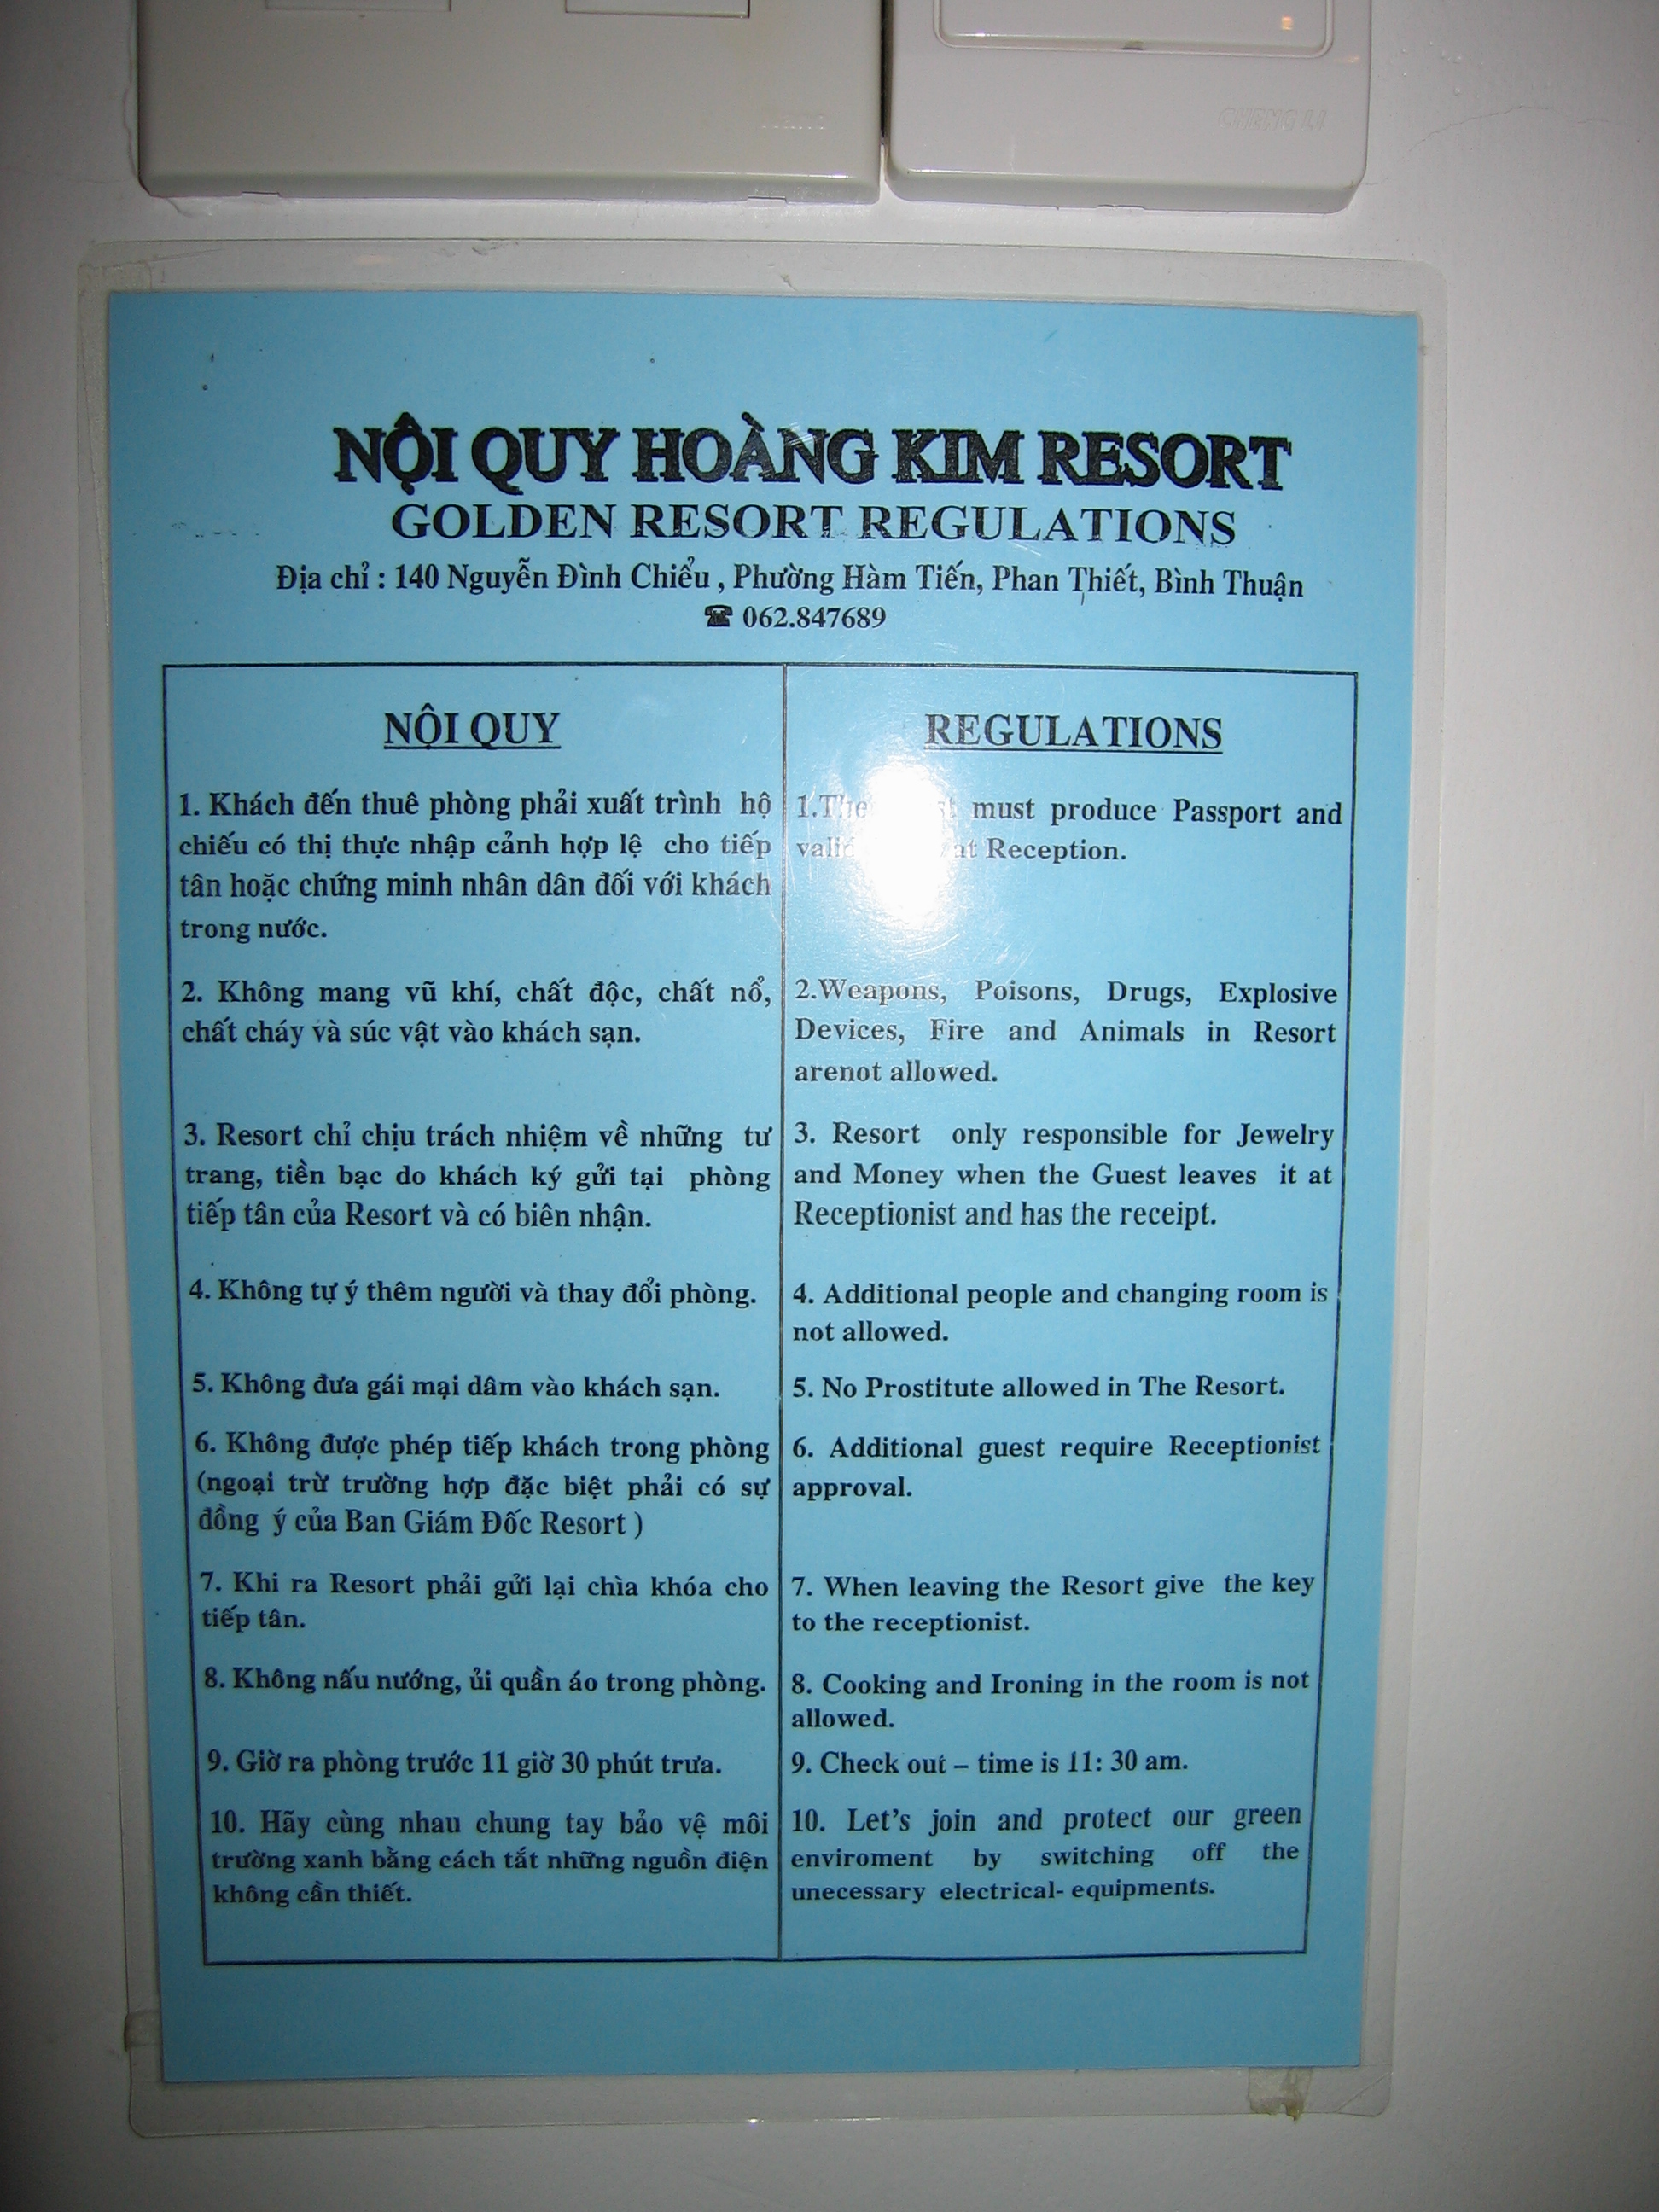 CHENG LI
NỘI QUY HOÀNG KIM RESORT
GOLDEN RESORT REGULATIONS
Địa chỉ : 140 Nguyễn Đình Chiểu , Phường Hàm Tiến, Phan Thiết, Bình Thuận
☎ 062.847689
NỘI QUY
1. Khách đến thuê phòng phải xuất trình hộ
chiếu có thị thực nhập cảnh hợp lệ cho tiếp
tân hoặc chứng minh nhân dân đối với khách
trong nước.
2. Không mang vũ khí, chất độc, chất nổ,
chất cháy và súc vật vào khách sạn.
3. Resort chỉ chịu trách nhiệm về những tư
trang, tiền bạc do khách ký gửi tại phòng
tiếp tân của Resort và có biên nhận.
4. Không tự ý thêm người và thay đổi phòng.
5. Không đưa gái mại dâm vào khách sạn.
6. Không được phép tiếp khách trong phòng
(ngoại trừ trường hợp đặc biệt phải có sự
đồng ý của Ban Giám Đốc Resort )
7. Khi ra Resort phải gửi lại chìa khóa cho
tiếp tân.
8. Không nấu nướng, ủi quần áo trong phòng.
9. Giờ ra phòng trước 11 giờ 30 phút trưa.
10. Hãy cùng nhau chung tay bảo vệ môi
trường xanh bằng cách tắt những nguồn điện
không cần thiết.
REGULATIONS
1.The must produce Passport and
at Reception.
2.Weapons, Poisons, Drugs, Explosive
Devices, Fire and Animals in Resort
arenot allowed.
3. Resort only responsible for Jewelry
and Money when the Guest leaves it at
Receptionist and has the receipt.
4. Additional people and changing room is
not allowed.
5. No Prostitute allowed in The Resort.
6. Additional guest require Receptionist
approval.
7. When leaving the Resort give the key
to the receptionist.
8. Cooking and Ironing in the room is not
allowed.
9. Check out – time is 11: 30 am.
10. Let's join and protect our green
enviroment by switching off the
unecessary electrical- equipments.